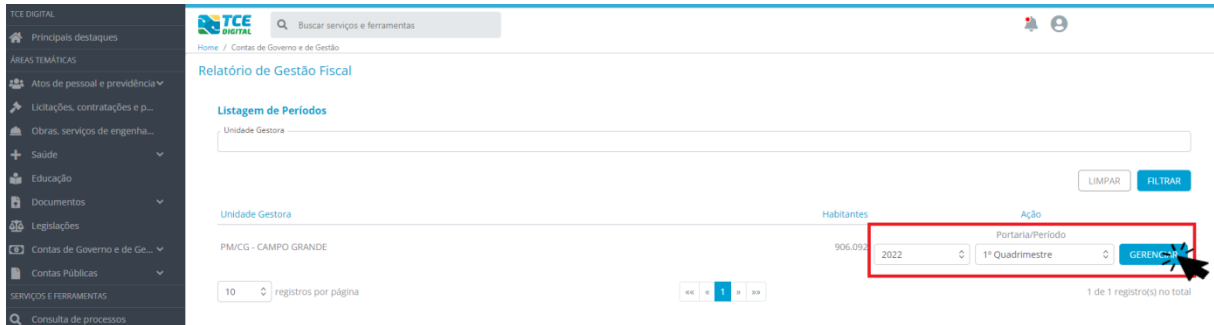 TCE DIGITAL
Principais destaques
ÁREAS TEMÁTICAS
Atos de pessoal e previdência
Licitações, contratações e p...
Obras, serviços de engenha...
Saúde
Educação
Documentos
Legislações
Contas de Governo e de Ge...
Contas Públicas
SERVIÇOS E FERRAMENTAS
Consulta de processos
TCE DIGITAL
Buscar serviços e ferramentas
Home / Contas de Governo e de Gestão
Relatório de Gestão Fiscal
Listagem de Períodos
Unidade Gestora
LIMPAR FILTRAR
Unidade Gestora Habitantes Ação
Portaria/Período
PM/CG - CAMPO GRANDE 906.092 2022 1º Quadrimestre GERENCIAR
10 registros por página «« « 1 » »» 1 de 1 registro(s) no total